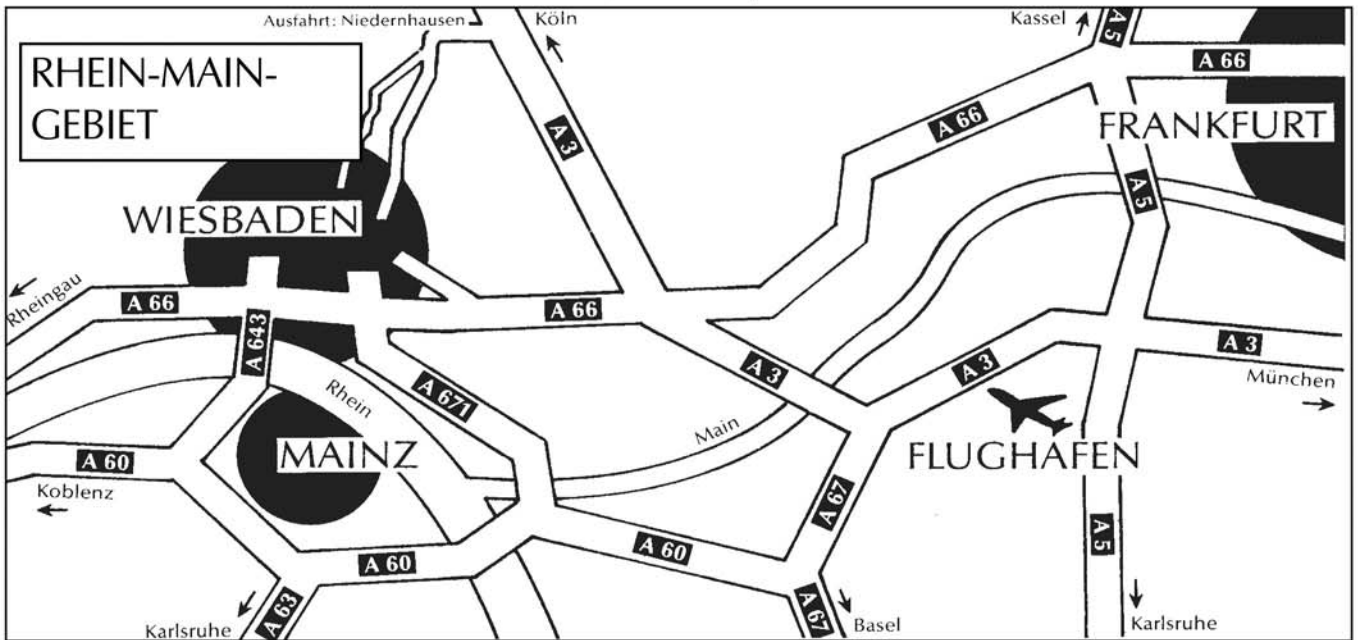 Ausfahrt: Niedernhausen
Köln
Kassel
A 5
RHEIN-MAIN-
GEBIET
A 66
A 3
A 66
FRANKFURT
A 5
WIESBADEN
Rheingau
A 66
A 66
A 643
A 3
A 3
A 3
München
Rhein
A 671
Main
MAINZ
FLUGHAFEN
A 60
Koblenz
A 67
A 5
A 60
A 60
A 63
Karlsruhe
A 67
Basel
Karlsruhe